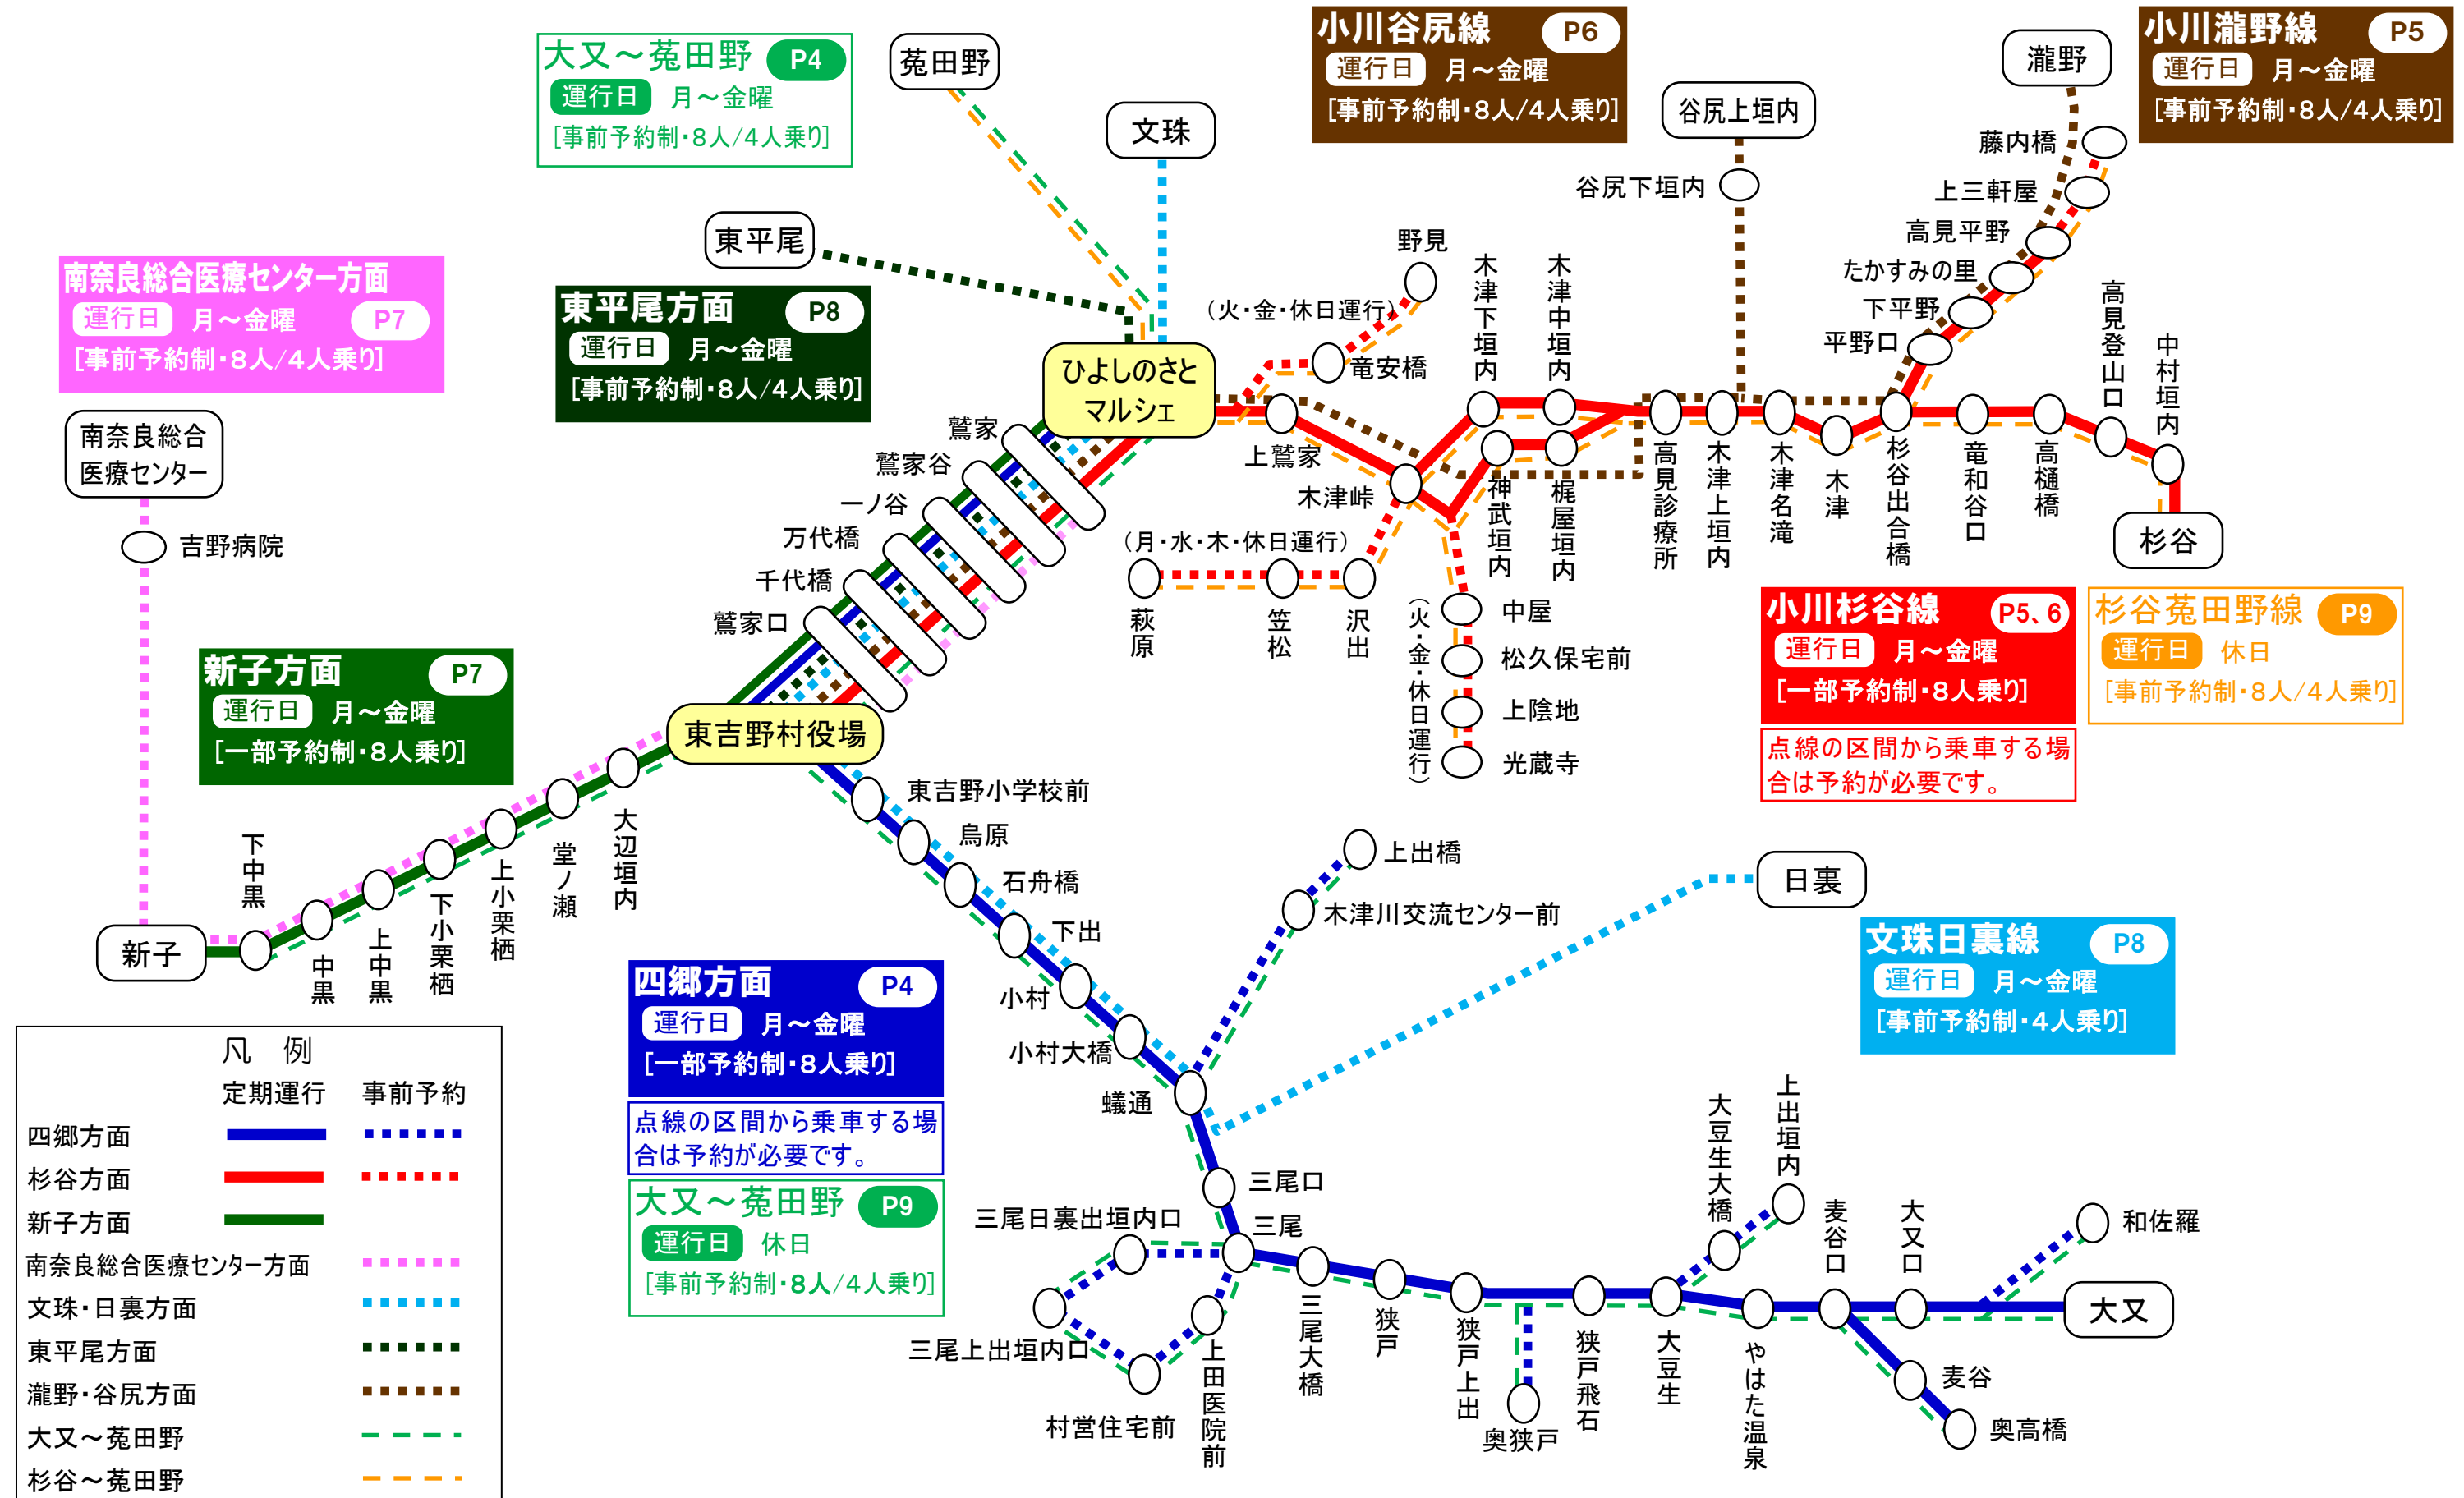 大又～菟田野 P4
運行日 月～金曜
[事前予約制・8人/4人乗り]
菟田野
文珠
東平尾
小川谷尻線 P6
運行日 月～金曜
[事前予約制・8人/4人乗り]
谷尻上垣内
谷尻下垣内
瀧野
小川瀧野線 P5
運行日 月～金曜
[事前予約制・8人/4人乗り]
藤内橋
上三軒屋
高見平野
たかすみの里
下平野
平野口
南奈良総合医療センター方面
運行日 月～金曜 P7
[事前予約制・8人/4人乗り]
東平尾方面 P8
運行日 月～金曜
[事前予約制・8人/4人乗り]
南奈良総合
医療センター
吉野病院
ひよしのさと
マルシェ
野見
（火・金・休日運行）
竜安橋
木津下垣内
木津中垣内
高見登山口
中村垣内
鷲家
鷲家谷
一ノ谷
万代橋
千代橋
鷲家口
上鷲家
木津峠
神武垣内
梶屋垣内
高見診療所
木津上垣内
木津名滝
木津
杉谷出合橋
竜和谷口
高樋橋
杉谷
（月・水・木・休日運行）
萩原
笠松
沢出
（火・金・休日運行）
中屋
松久保宅前
上陰地
光蔵寺
小川杉谷線 P5、6
運行日 月～金曜
[一部予約制・8人乗り]
点線の区間から乗車する場
合は予約が必要です。
杉谷菟田野線 P9
運行日 休日
[事前予約制・8人/4人乗り]
新子方面 P7
運行日 月～金曜
[一部予約制・8人乗り]
東吉野村役場
大辺垣内
堂ノ瀬
上小栗栖
下小栗栖
上中黒
中黒
下中黒
新子
東吉野小学校前
烏原
石舟橋
下出
小村
小村大橋
蟻通
上出橋
木津川交流センター前
日裏
文珠日裏線 P8
運行日 月～金曜
[事前予約制・4人乗り]
四郷方面 P4
運行日 月～金曜
[一部予約制・8人乗り]
点線の区間から乗車する場
合は予約が必要です。
大又～菟田野 P9
運行日 休日
[事前予約制・8人/4人乗り]
三尾口
三尾
三尾日裏出垣内口
三尾上出垣内口
村営住宅前
上田医院前
三尾大橋
狭戸
狭戸上出
奥狭戸
狭戸飛石
大豆生
大豆生大橋
上出垣内
やはた温泉
麦谷口
大又口
和佐羅
大又
麦谷
奥高橋
凡　例
定期運行 事前予約
四郷方面
杉谷方面
新子方面
南奈良総合医療センター方面
文珠・日裏方面
東平尾方面
瀧野・谷尻方面
大又～菟田野
杉谷～菟田野